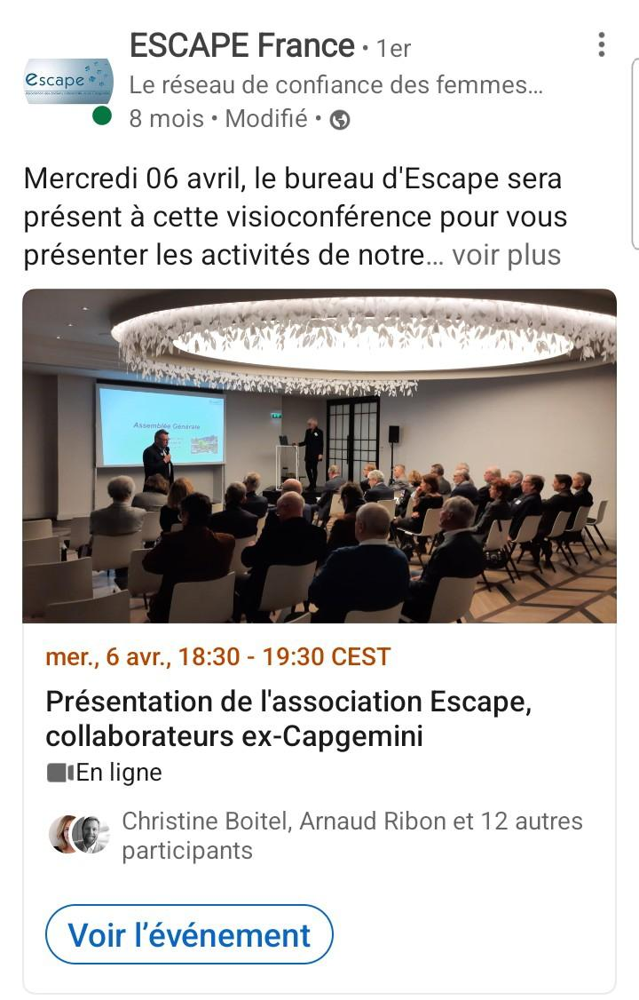 ESCAPE France • 1er
escape
Le réseau de confiance des femmes...
8 mois • Modifié •
Mercredi 06 avril, le bureau d'Escape sera
présent à cette visioconférence pour vous
présenter les activités de notre... voir plus
Assemblée Générale
mer., 6 avr., 18:30 - 19:30 CEST
Présentation de l'association Escape,
collaborateurs ex-Capgemini
En ligne
Christine Boitel, Arnaud Ribon et 12 autres
participants
Voir l’événement